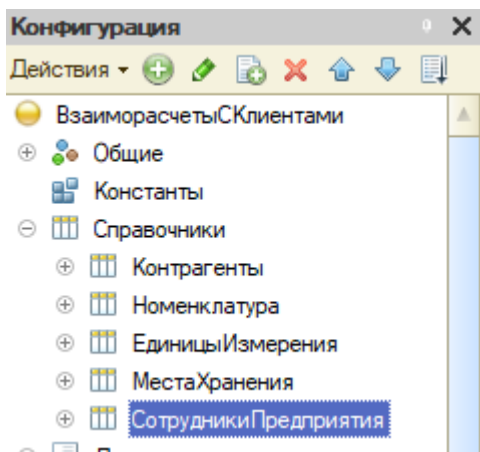 Конфигурация
Действия
ВзаиморасчетыСКлиентами
Общие
Константы
Справочники
Контрагенты
Номенклатура
ЕдиницыИзмерения
МестаХранения
СотрудникиПредприятия